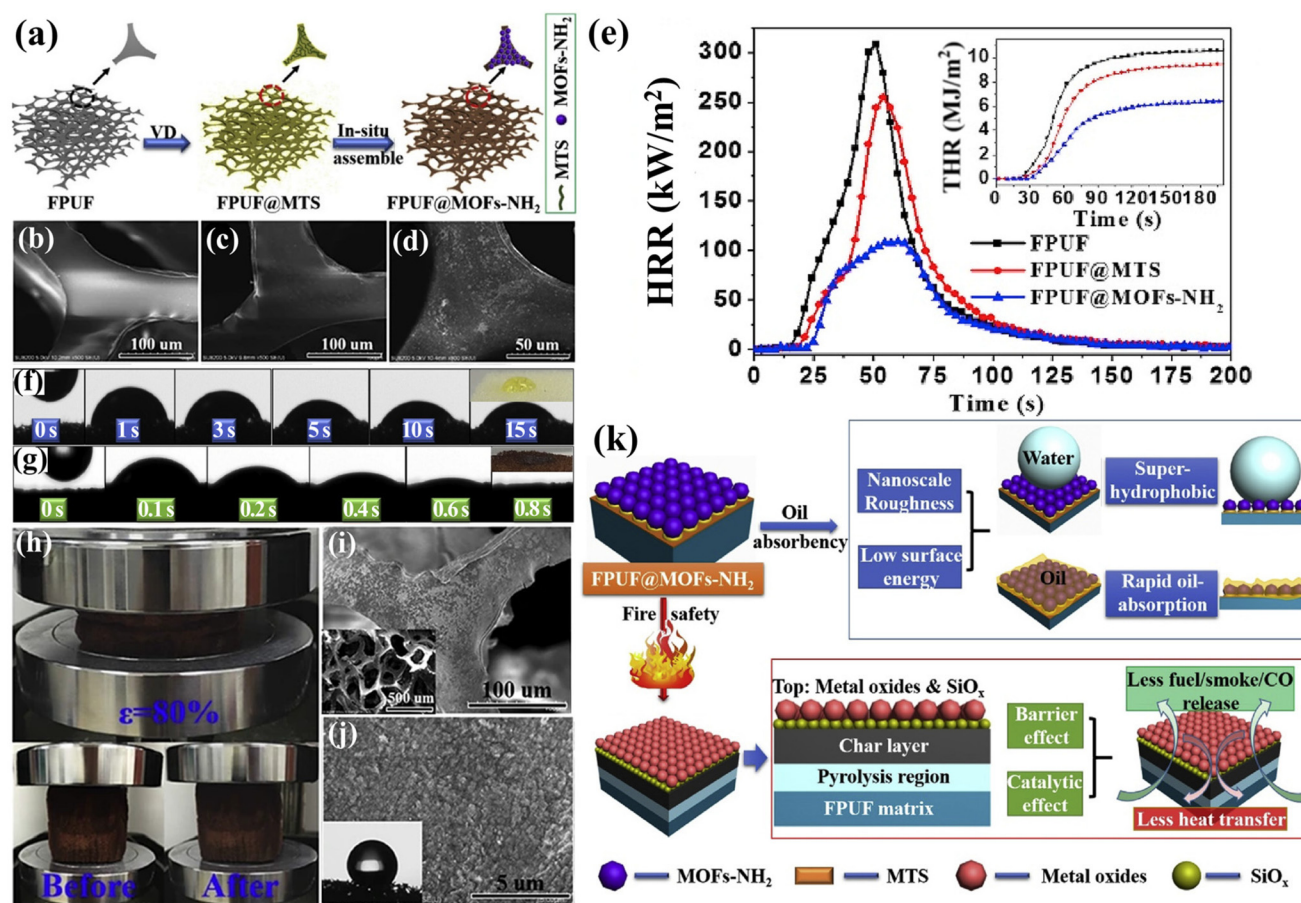 (a)
VD
In-situ
assemble
FPUF
FPUF@MTS
FPUF@MOFs-NH₂
MTS
MOFs-NH₂
(b)
100 um
(c)
100 um
(d)
50 um
(e)
HRR (kW/m²)
300
250
200
150
100
50
0
0 25 50 75 100 125 150 175 200
Time (s)
THR (MJ/m²)
10
8
6
4
2
0
0 30 60 90 120150180
Time (s)
FPUF
FPUF@MTS
FPUF@MOFs-NH₂
(f)
0 s 1 s 3 s 5 s 10 s 15 s
(g)
0 s 0.1 s 0.2 s 0.4 s 0.6 s 0.8 s
(h)
ε=80%
Before After
(i)
500 um
100 um
(j)
5 um
(k)
FPUF@MOFs-NH₂
Oil
absorbency
Nanoscale
Roughness
Low surface
energy
Water
Super-
hydrophobic
Oil
Rapid oil-
absorption
Fire safety
Top: Metal oxides & SiOₓ
Char layer
Pyrolysis region
FPUF matrix
Barrier
effect
Catalytic
effect
Less fuel/smoke/CO
release
Less heat transfer
MOFs-NH₂ MTS Metal oxides SiOₓ